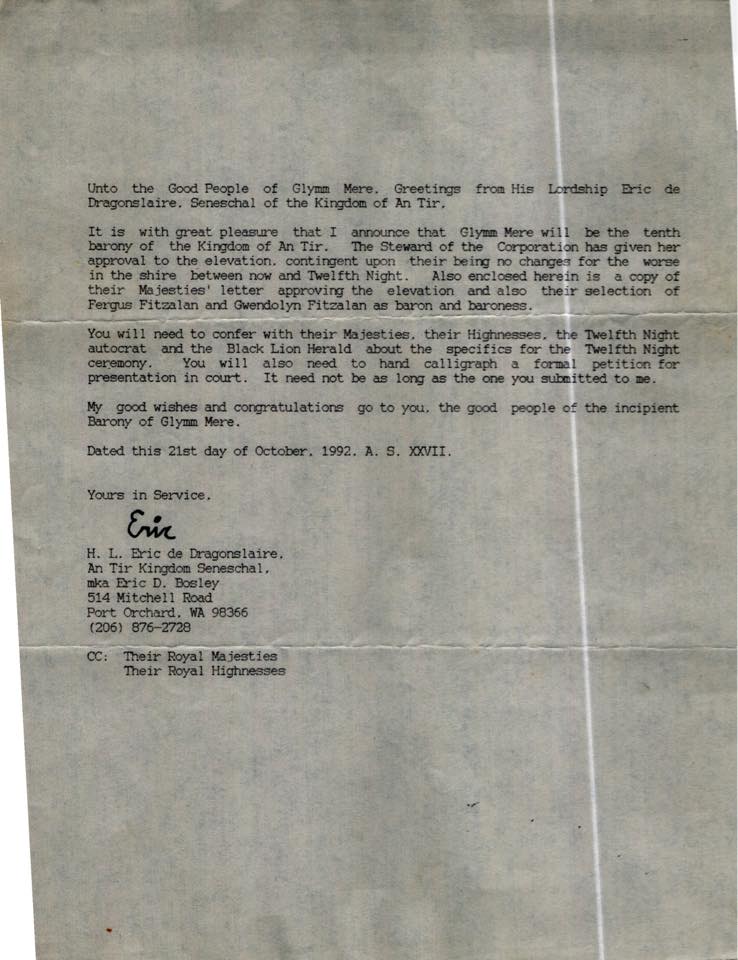 Unto the Good People of Glymm Mere, Greetings from His Lordship Eric de
Dragonslaire, Seneschal of the Kingdom of An Tir,
It is with great pleasure that I announce that Glymm Mere will be the tenth
barony of the Kingdom of An Tir. The Steward of the Corporation has given her
approval to the elevation, contingent upon their being no changes for the worse
in the shire between now and Twelfth Night. Also enclosed herein is a copy of
their Majesties' letter approving the elevation and also their selection of
Fergus Fitzalan and Gwendolyn Fitzalan as baron and baroness.
You will need to confer with their Majesties, their Highnesses, the Twelfth Night
autocrat and the Black Lion Herald about the specifics for the Twelfth Night
ceremony. You will also need to hand calligraph a formal petition for
presentation in court. It need not be as long as the one you submitted to me.
My good wishes and congratulations go to you, the good people of the incipient
Barony of Glymm Mere.
Dated this 21st day of October, 1992, A. S. XXVII.
Yours in Service,
Eric
H. L. Eric de Dragonslaire,
An Tir Kingdom Seneschal,
mka Eric D. Bosley
514 Mitchell Road
Port Orchard, WA 98366
(206) 876-2728
CC: Their Royal Majesties
Their Royal Highnesses